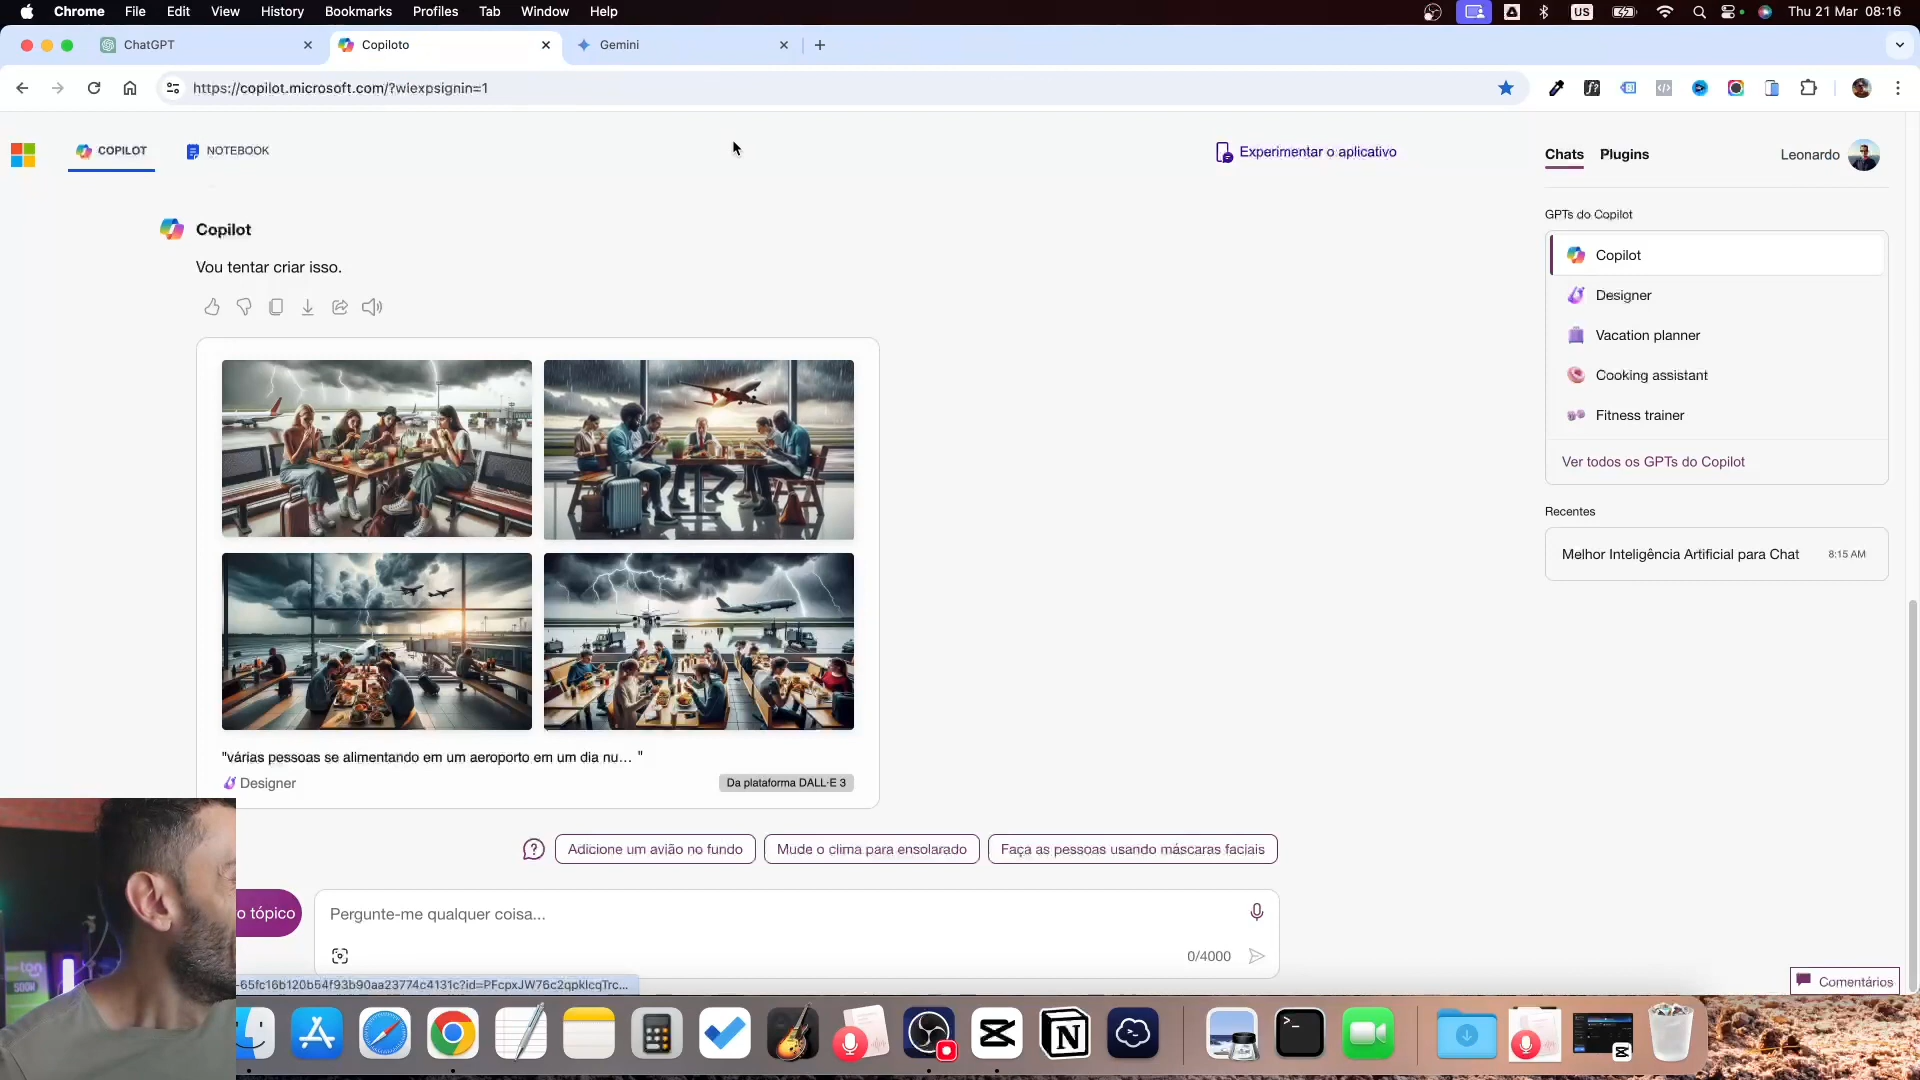 Chrome File Edit View History Bookmarks Profiles Tab Window Help
US
Thu 21 Mar 08:16
ChatGPT
Copiloto
Gemini
https://copilot.microsoft.com/?wlexpsignin=1
COPILOT
NOTEBOOK
Experimentar o aplicativo
Chats
Plugins
Leonardo
Copilot
Vou tentar criar isso.
"várias pessoas se alimentando em um aeroporto em um dia nu... "
Designer
Da plataforma DALL·E 3
Adicione um avião no fundo
Mude o clima para ensolarado
Faça as pessoas usando máscaras faciais
o tópico
Pergunte-me qualquer coisa...
0/4000
GPTs do Copilot
Copilot
Designer
Vacation planner
Cooking assistant
Fitness trainer
Ver todos os GPTs do Copilot
Recentes
Melhor Inteligência Artificial para Chat
8:15 AM
Comentários
ton